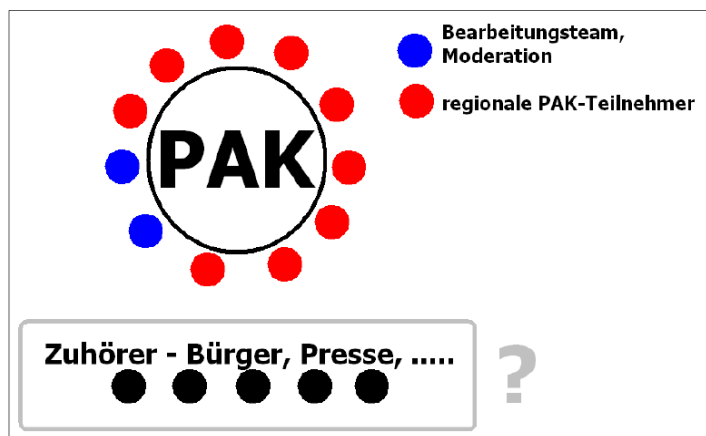 Bearbeitungsteam,
Moderation
regionale PAK-Teilnehmer
PAK
Zuhörer - Bürger, Presse, .....
?